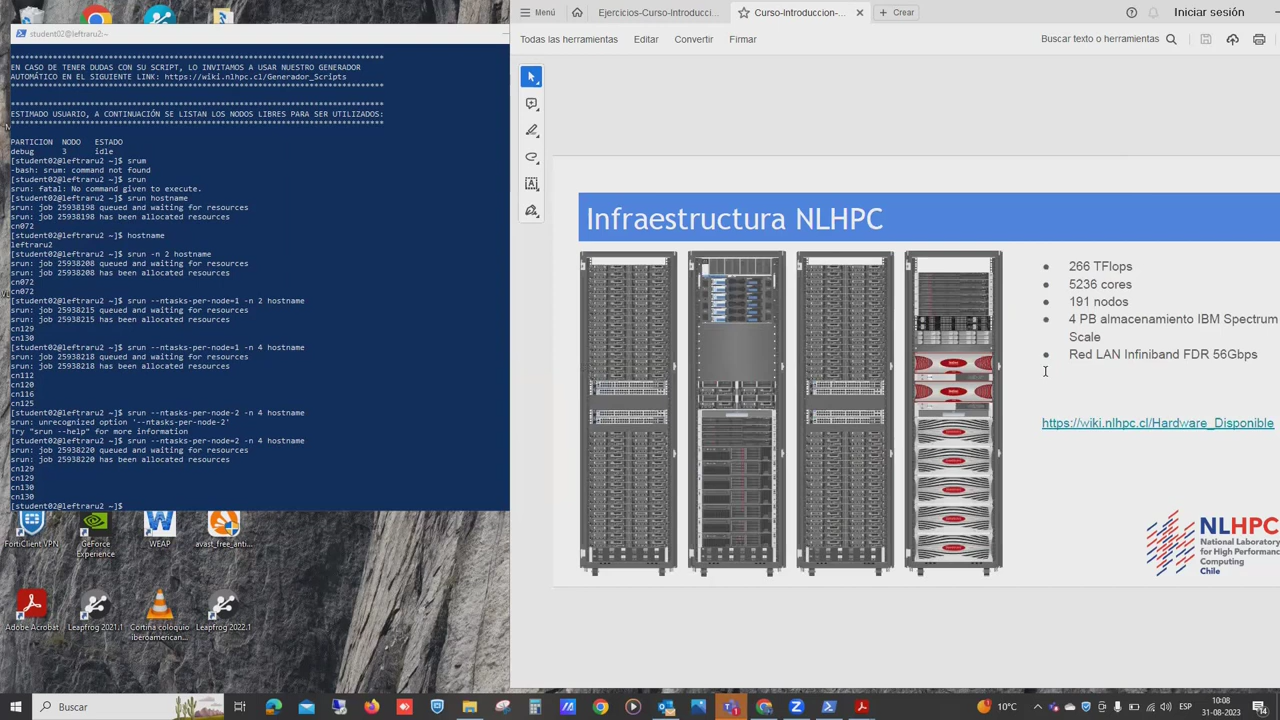 student02@leftraru2:~
*******************************************************************************
EN CASO DE TENER DUDAS CON SU SCRIPT, LO INVITAMOS A USAR NUESTRO GENERADOR
AUTOMÁTICO EN EL SIGUIENTE LINK: https://wiki.nlhpc.cl/Generador_Scripts
*******************************************************************************
*******************************************************************************
ESTIMADO USUARIO, A CONTINUACIÓN SE LISTAN LOS NODOS LIBRES PARA SER UTILIZADOS:
*******************************************************************************
PARTICION NODO ESTADO
debug 3 idle
[student02@leftraru2 ~]$ srum
-bash: srum: command not found
[student02@leftraru2 ~]$ srun
srun: fatal: No command given to execute.
[student02@leftraru2 ~]$ srun hostname
srun: job 25938198 queued and waiting for resources
srun: job 25938198 has been allocated resources
cn072
[student02@leftraru2 ~]$ hostname
leftraru2
[student02@leftraru2 ~]$ srun -n 2 hostname
srun: job 25938208 queued and waiting for resources
srun: job 25938208 has been allocated resources
cn072
cn072
[student02@leftraru2 ~]$ srun --ntasks-per-node=1 -n 2 hostname
srun: job 25938215 queued and waiting for resources
srun: job 25938215 has been allocated resources
cn129
cn130
[student02@leftraru2 ~]$ srun --ntasks-per-node=1 -n 4 hostname
srun: job 25938218 queued and waiting for resources
srun: job 25938218 has been allocated resources
cn112
cn120
cn116
cn125
[student02@leftraru2 ~]$ srun --ntasks-per-node-2 -n 4 hostname
srun: unrecognized option '--ntasks-per-node-2'
Try "srun --help" for more information
[student02@leftraru2 ~]$ srun --ntasks-per-node=2 -n 4 hostname
srun: job 25938220 queued and waiting for resources
srun: job 25938220 has been allocated resources
cn129
cn129
cn130
cn130
[student02@leftraru2 ~]$
FortiClient VPN
GeForce Experience
WEAP
avast_free_anti...
Adobe Acrobat
Leapfrog 2021.1
Cortina coloquio iberoamerican...
Leapfrog 2022.1
Menú
Ejercicios-Curso-Introducci...
Curso-Introduccion-...
Crear
Iniciar sesión
Todas las herramientas
Editar
Convertir
Firmar
Buscar texto o herramientas
Infraestructura NLHPC
● 266 TFlops
● 5236 cores
● 191 nodos
● 4 PB almacenamiento IBM Spectrum
Scale
● Red LAN Infiniband FDR 56Gbps
https://wiki.nlhpc.cl/Hardware_Disponible
NLHPC
National Laboratory
for High Performance
Computing
Chile
Buscar
10°C
ESP
10:08
31-08-2023